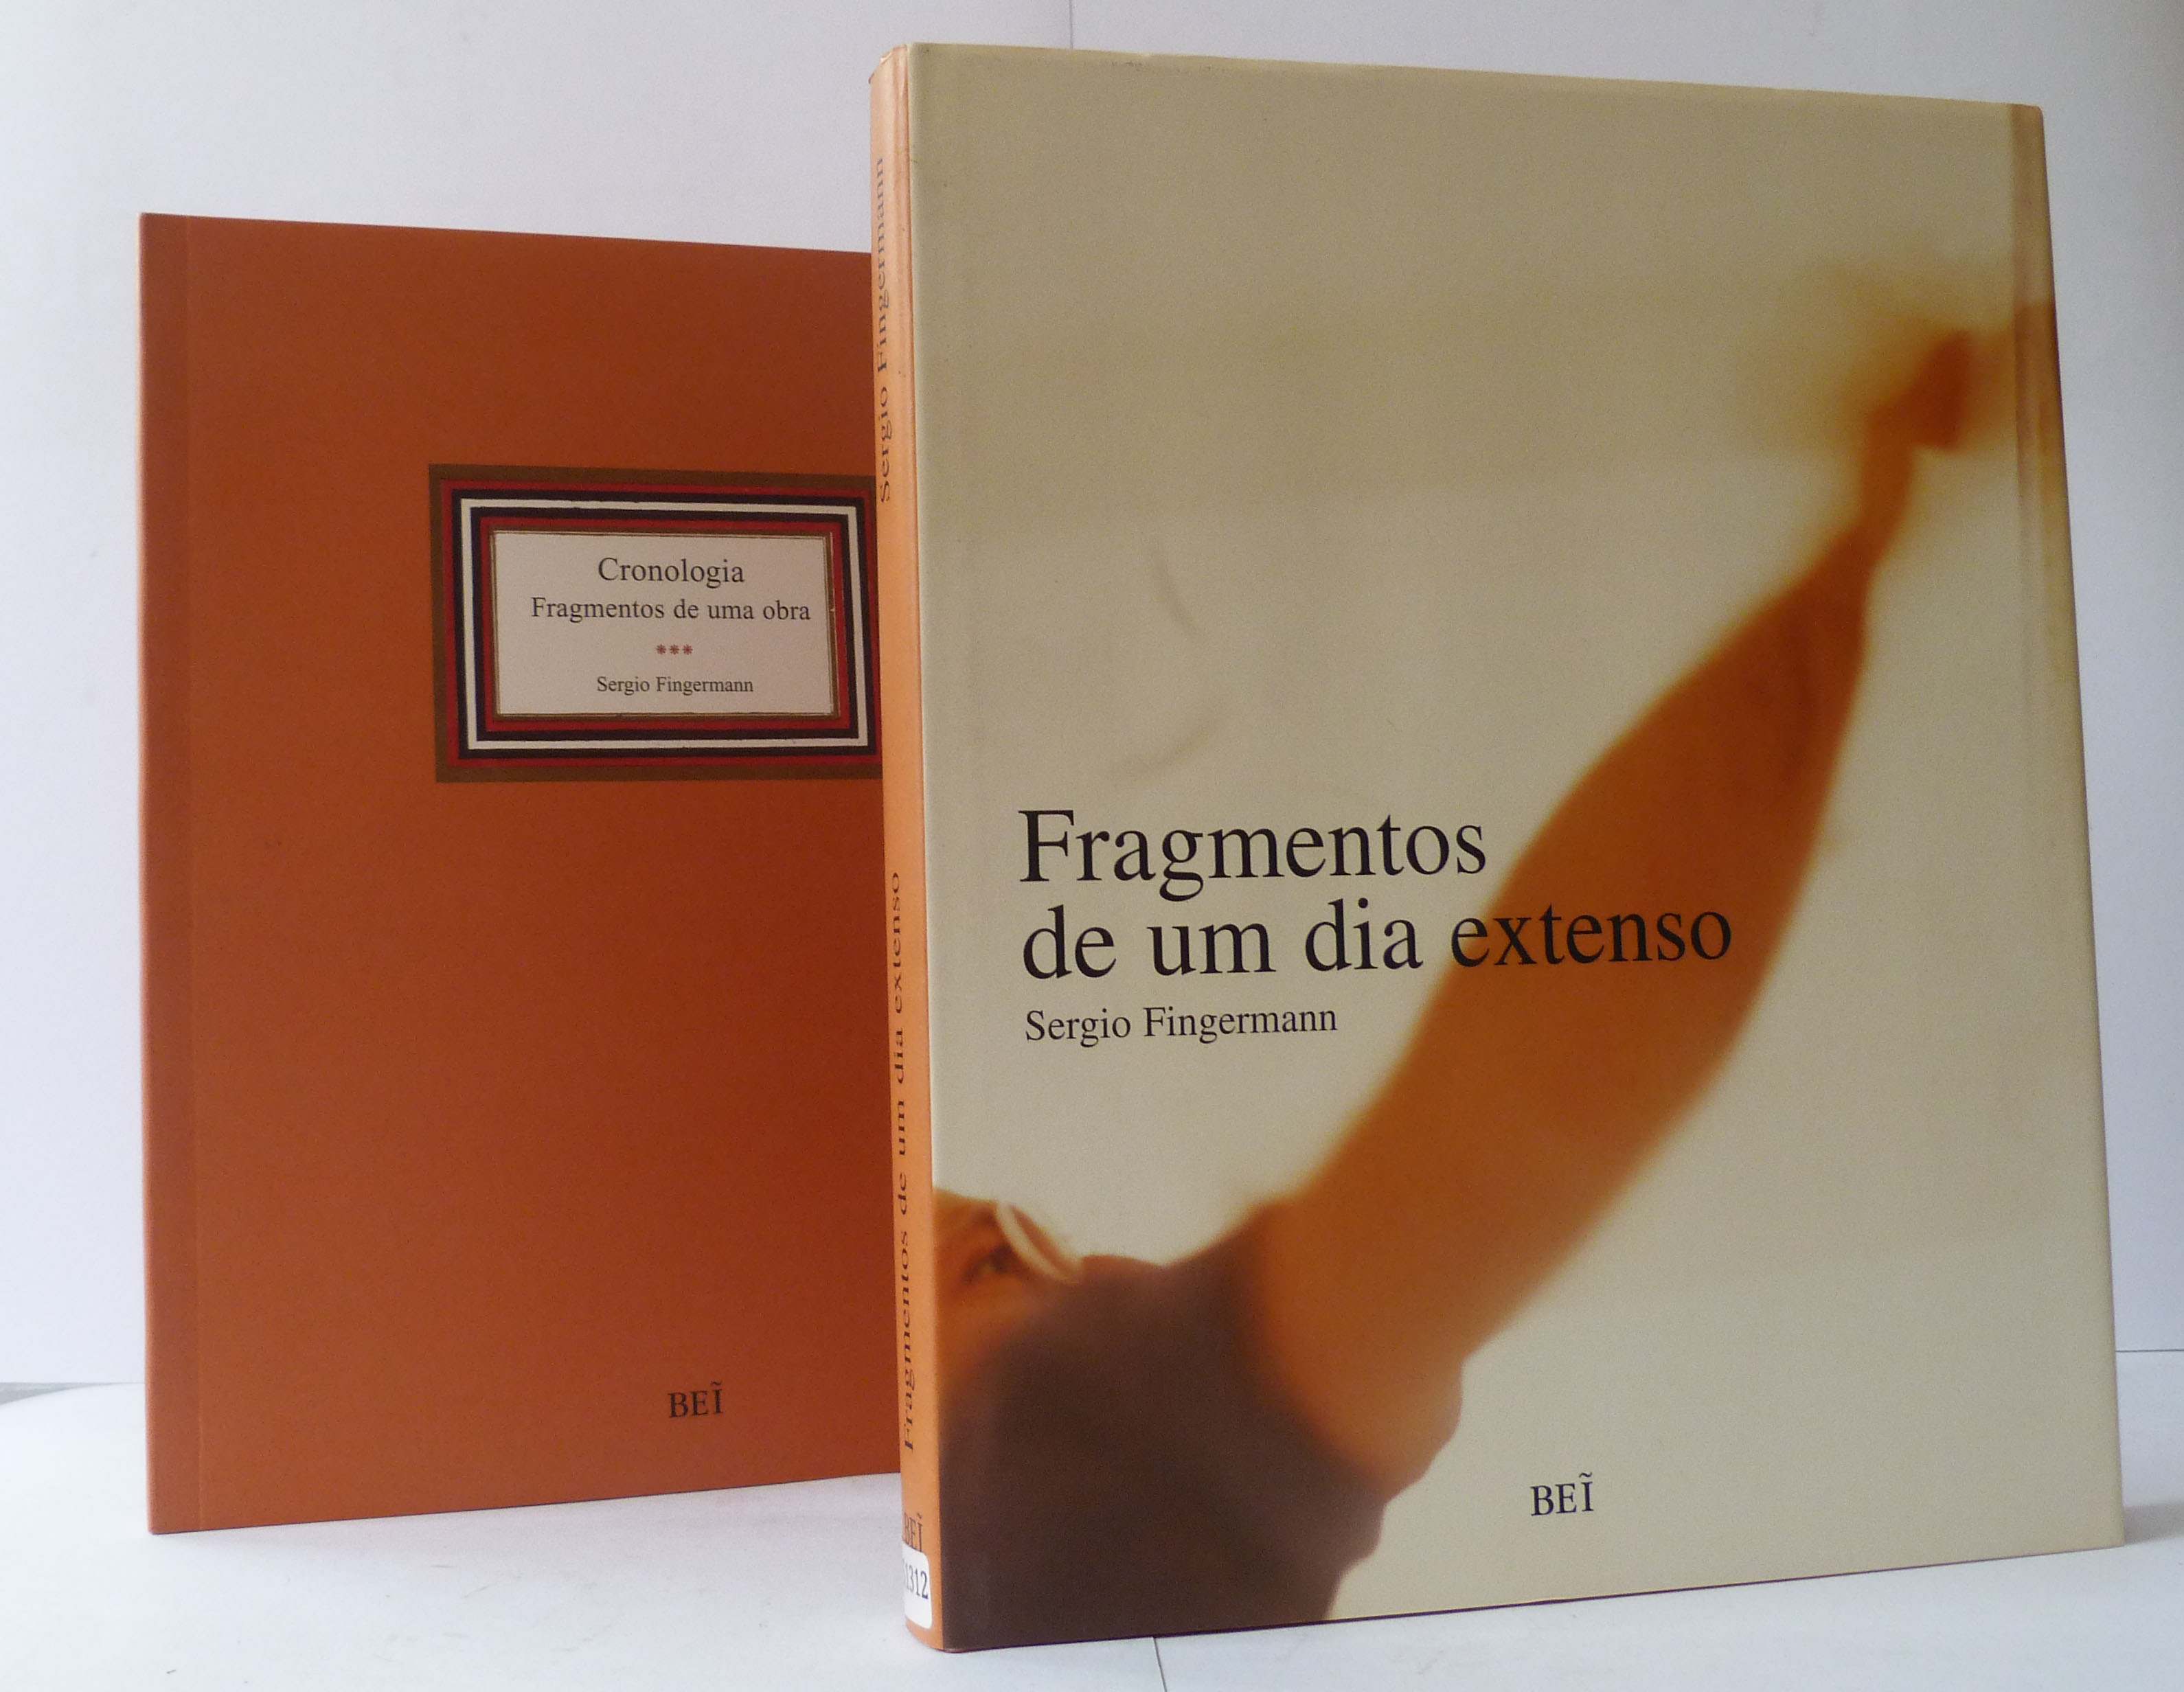 Cronologia
Fragmentos de uma obra
***
Sergio Fingermann
BEĨ
Sergio Fingermann
Fragmentos de um dia extenso
BEĨ
1312
Fragmentos
de um dia extenso
Sergio Fingermann
BEĨ